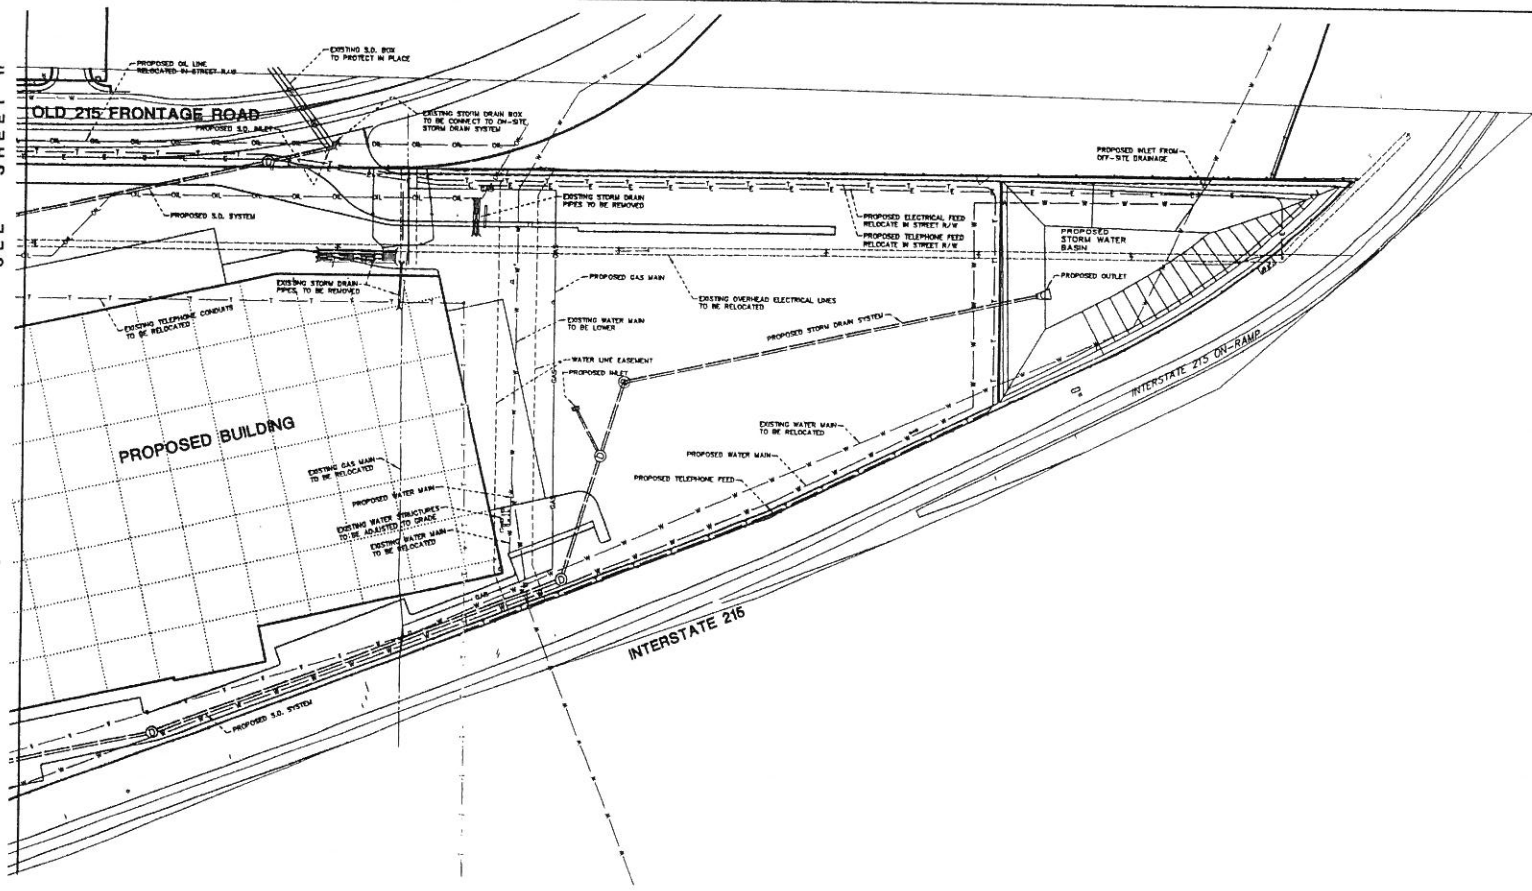 EXISTING S.D. BOX
TO PROTECT IN PLACE
PROPOSED OIL LINE
RELOCATED IN STREET R/W
OLD 215 FRONTAGE ROAD
PROPOSED S.D. INLET
EXISTING STORM DRAIN BOX
TO BE CONNECT TO ON-SITE
STORM DRAIN SYSTEM
PROPOSED INLET FROM
OFF-SITE DRAINAGE
PROPOSED S.D. SYSTEM
EXISTING STORM DRAIN
PIPES TO BE REMOVED
PROPOSED ELECTRICAL FEED
RELOCATE IN STREET R/W
PROPOSED TELEPHONE FEED
RELOCATE IN STREET R/W
PROPOSED
STORM WATER
BASIN
PROPOSED OUTLET
PROPOSED GAS MAIN
EXISTING STORM DRAIN
PIPES TO BE REMOVED
EXISTING OVERHEAD ELECTRICAL LINES
TO BE RELOCATED
EXISTING TELEPHONE CONDUITS
TO BE RELOCATED
EXISTING WATER MAIN
TO BE LOWER
PROPOSED STORM DRAIN SYSTEM
WATER LINE EASEMENT
PROPOSED INLET
INTERSTATE 215 ON-RAMP
PROPOSED BUILDING
EXISTING WATER MAIN
TO BE RELOCATED
PROPOSED WATER MAIN
PROPOSED TELEPHONE FEED
EXISTING GAS MAIN
TO BE RELOCATED
PROPOSED WATER MAIN
EXISTING WATER STRUCTURES
TO BE ADJUSTED TO GRADE
EXISTING WATER MAIN
TO BE RELOCATED
GAS
INTERSTATE 215
PROPOSED S.D. SYSTEM